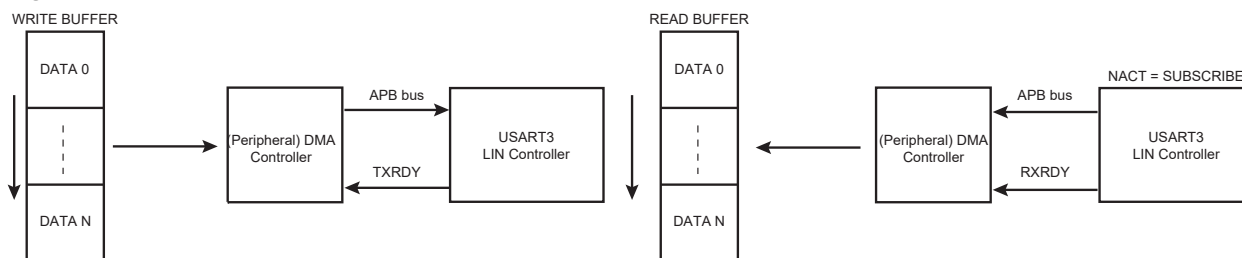 WRITE BUFFER
DATA 0
DATA N
(Peripheral) DMA
Controller
APB bus
TXRDY
USART3
LIN Controller
READ BUFFER
DATA 0
DATA N
(Peripheral) DMA
Controller
APB bus
RXRDY
NACT = SUBSCRIBE
USART3
LIN Controller